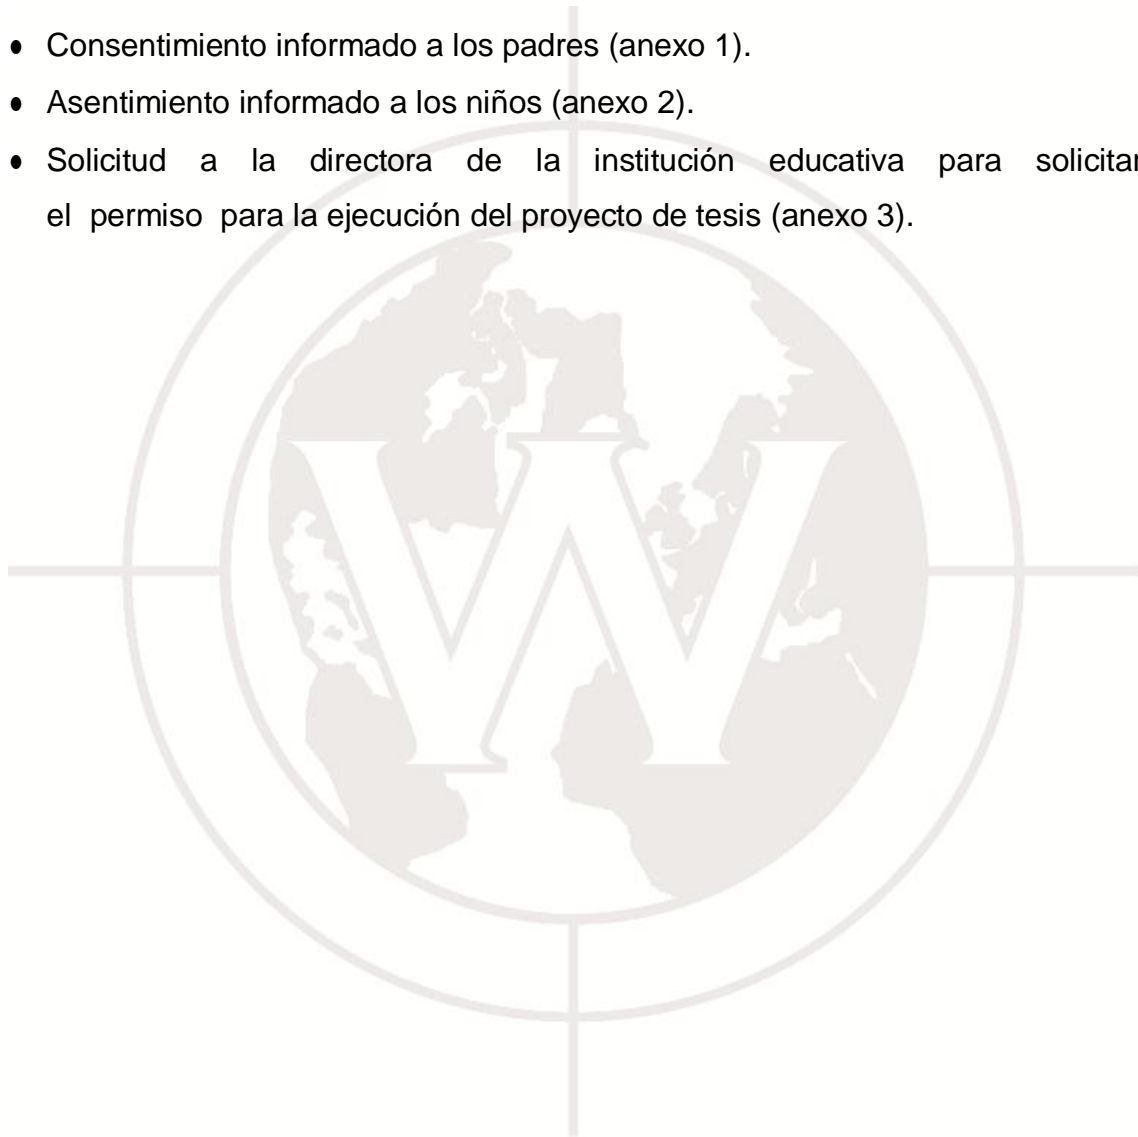 • Consentimiento informado a los padres (anexo 1).
• Asentimiento informado a los niños (anexo 2).
• Solicitud a la directora de la institución educativa para solicitar
el permiso para la ejecución del proyecto de tesis (anexo 3).
W